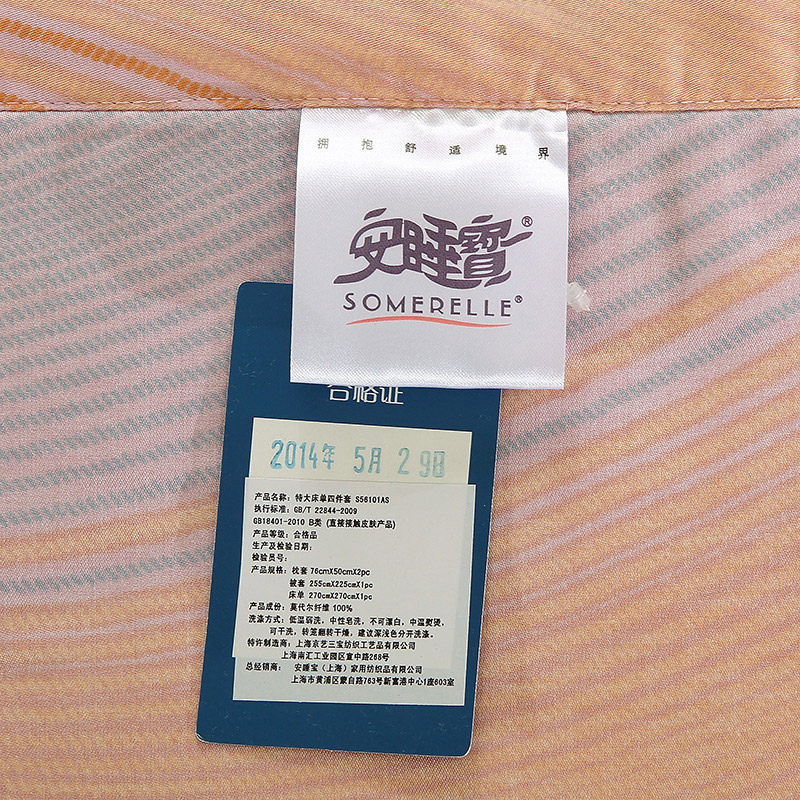 拥抱舒适境界
安睡寶®
SOMERELLE®
合格证
2014年 5月 29日
产品名称: 特大床单四件套 S56101AS
执行标准: GB/T 22844-2009
GB18401-2010 B类 (直接接触皮肤产品)
产品等级: 合格品
生产及检验日期:
检验员号:
产品规格: 枕套 76cmX50cmX2pc
被套 255cmX225cmX1pc
床单 270cmX270cmX1pc
产品成份: 莫代尔纤维 100%
洗涤方式: 低温弱洗, 中性皂洗, 不可漂白, 中温熨烫,
可干洗, 转笼翻转干燥, 建议深浅色分开洗涤.
特许制造商: 上海京艺三宝纺织工艺品有限公司
上海南汇工业园区宣中路268号
总经销商: 安睡宝 (上海) 家用纺织品有限公司
上海市黄浦区蒙自路763号新富港中心1座603室